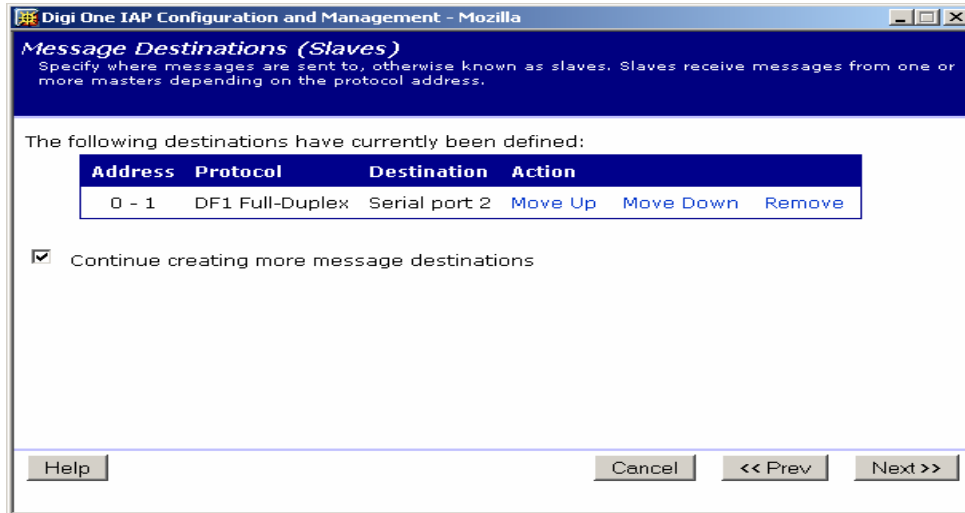 Digi One IAP Configuration and Management - Mozilla
Message Destinations (Slaves)
Specify where messages are sent to, otherwise known as slaves. Slaves receive messages from one or
more masters depending on the protocol address.
The following destinations have currently been defined:
Address Protocol Destination Action
0 - 1 DF1 Full-Duplex Serial port 2 Move Up Move Down Remove
Continue creating more message destinations
Help Cancel << Prev Next >>